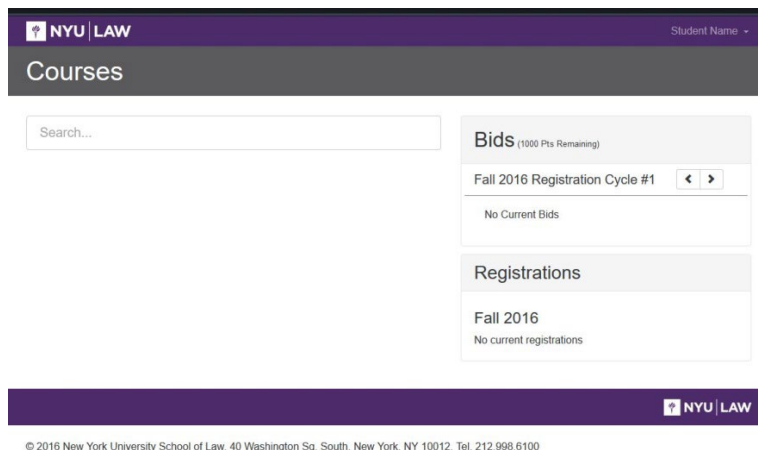 NYU LAW
Student Name
Courses
Search...
Bids (1000 Pts Remaining)
Fall 2016 Registration Cycle #1
No Current Bids
Registrations
Fall 2016
No current registrations
NYU LAW
© 2016 New York University School of Law. 40 Washington Sq. South, New York, NY 10012. Tel. 212.998.6100